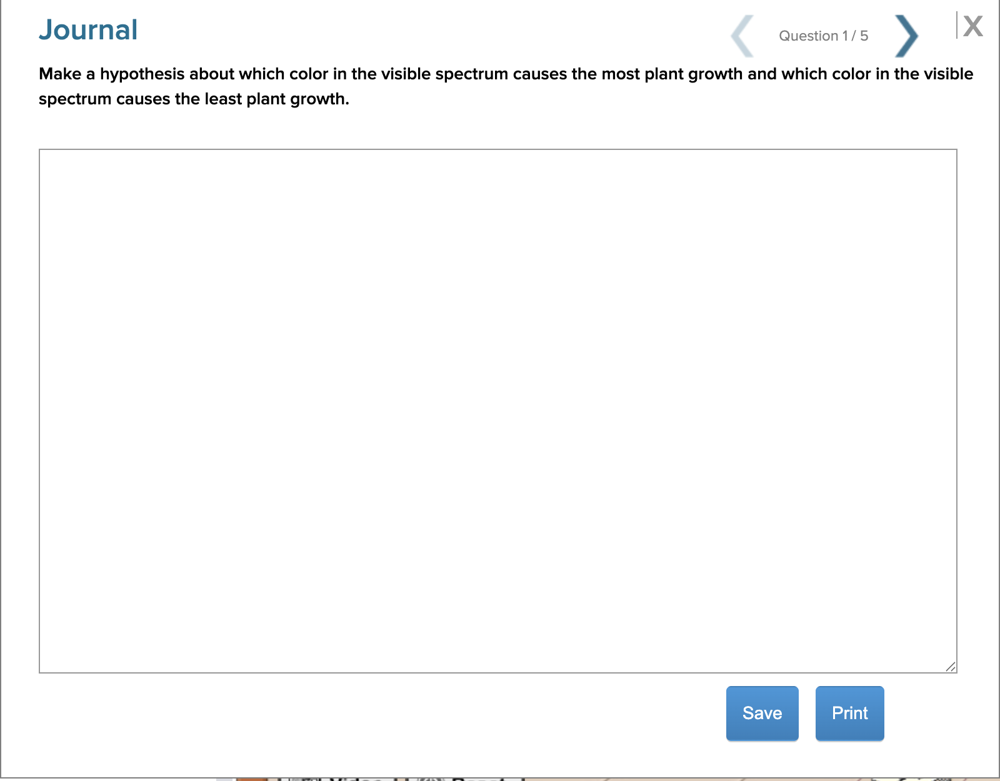 Journal
Question 1 / 5
X
Make a hypothesis about which color in the visible spectrum causes the most plant growth and which color in the visible
spectrum causes the least plant growth.
Save
Print